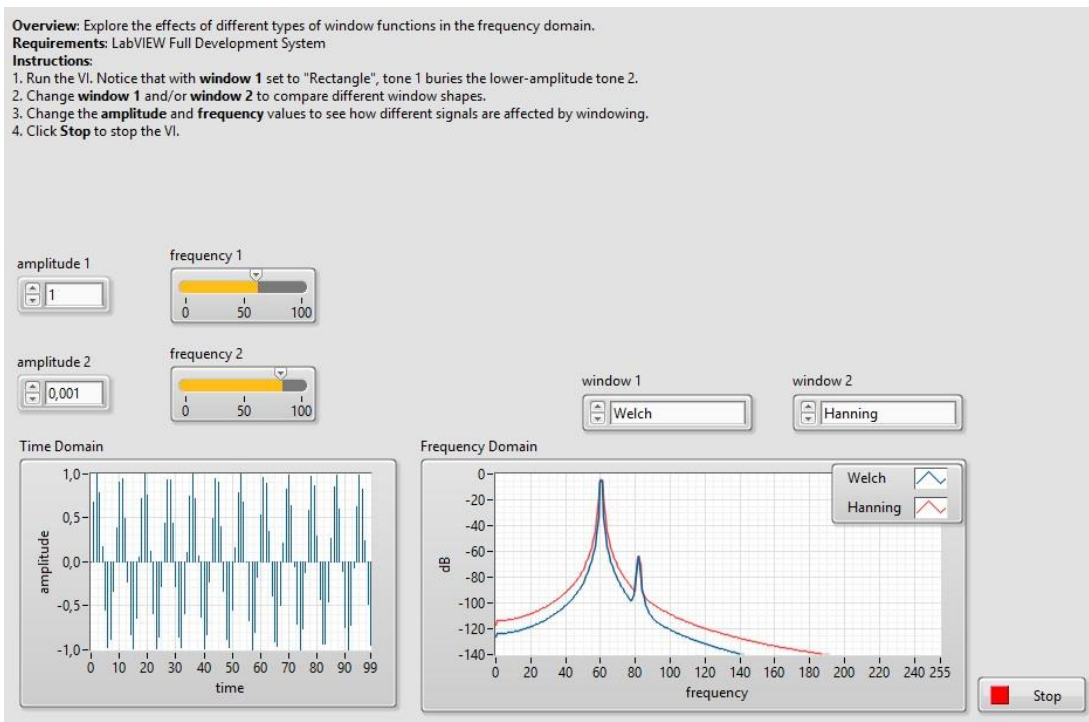 Overview: Explore the effects of different types of window functions in the frequency domain.
Requirements: LabVIEW Full Development System
Instructions:
1. Run the VI. Notice that with window 1 set to "Rectangle", tone 1 buries the lower-amplitude tone 2.
2. Change window 1 and/or window 2 to compare different window shapes.
3. Change the amplitude and frequency values to see how different signals are affected by windowing.
4. Click Stop to stop the VI.
amplitude 1
1
frequency 1
0 50 100
amplitude 2
0,001
frequency 2
0 50 100
window 1
Welch
window 2
Hanning
Time Domain
amplitude
1,0
0,5
0,0
-0,5
-1,0
0 10 20 30 40 50 60 70 80 90 99
time
Frequency Domain
Welch
Hanning
dB
0
-20
-40
-60
-80
-100
-120
-140
0 20 40 60 80 100 120 140 160 180 200 220 240 255
frequency
Stop